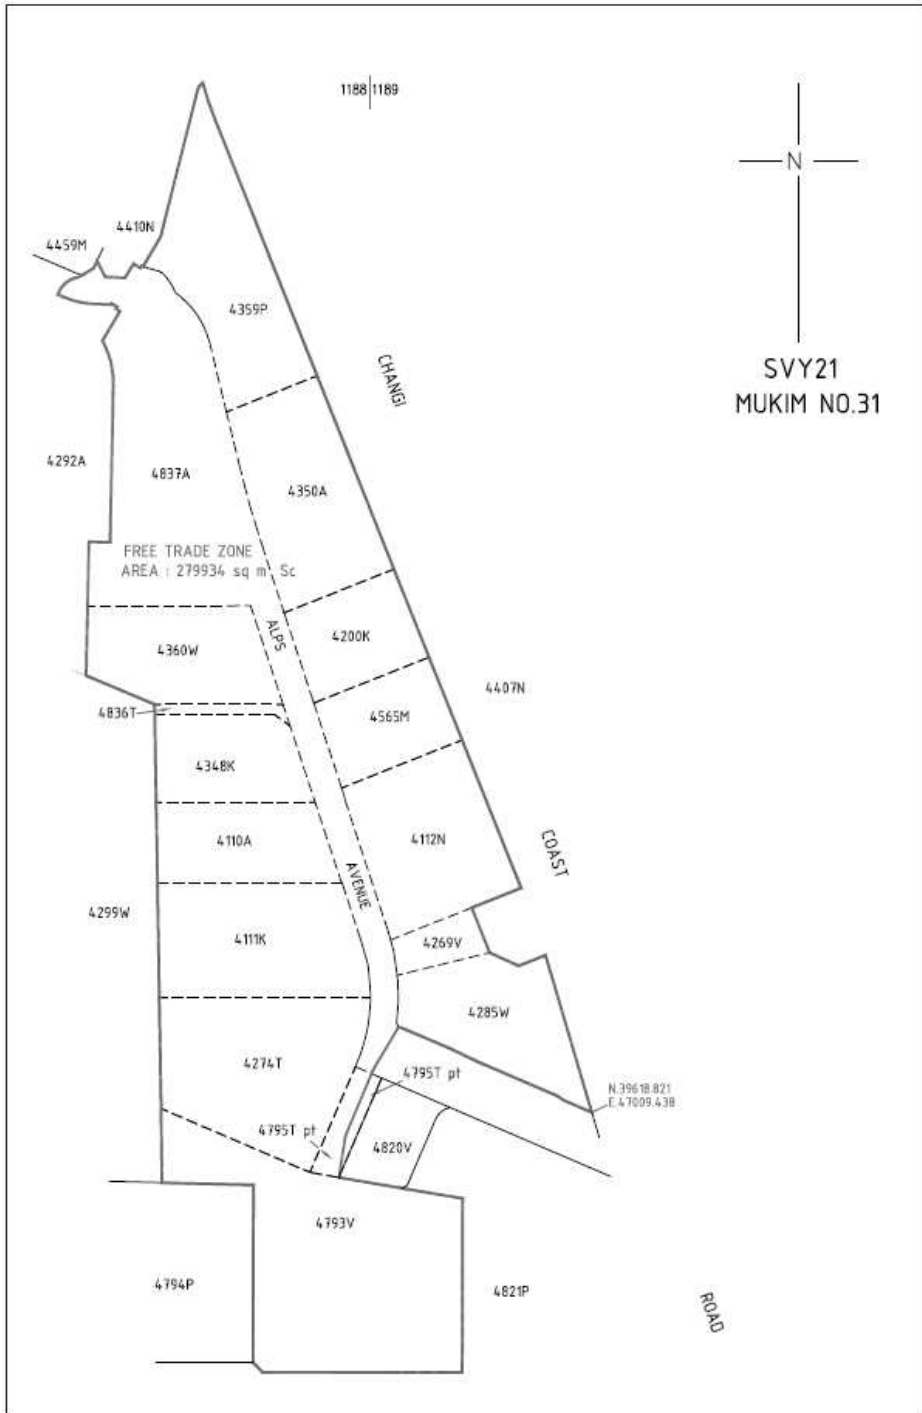 1188 1189
N
4410N
4459M
4359P
CHANGI
SVY21
MUKIM NO.31
4292A
4837A
4350A
FREE TRADE ZONE
AREA : 279934 sq m Sc
ALPS
4200K
4360W
4407N
4836T
4565M
4348K
4110A
4112N
COAST
AVENUE
4299W
4111K
4269V
4285W
4274T
4795T pt
N.39618.821
E.47009.438
4795T pt
4820V
4793V
4794P
4821P
ROAD